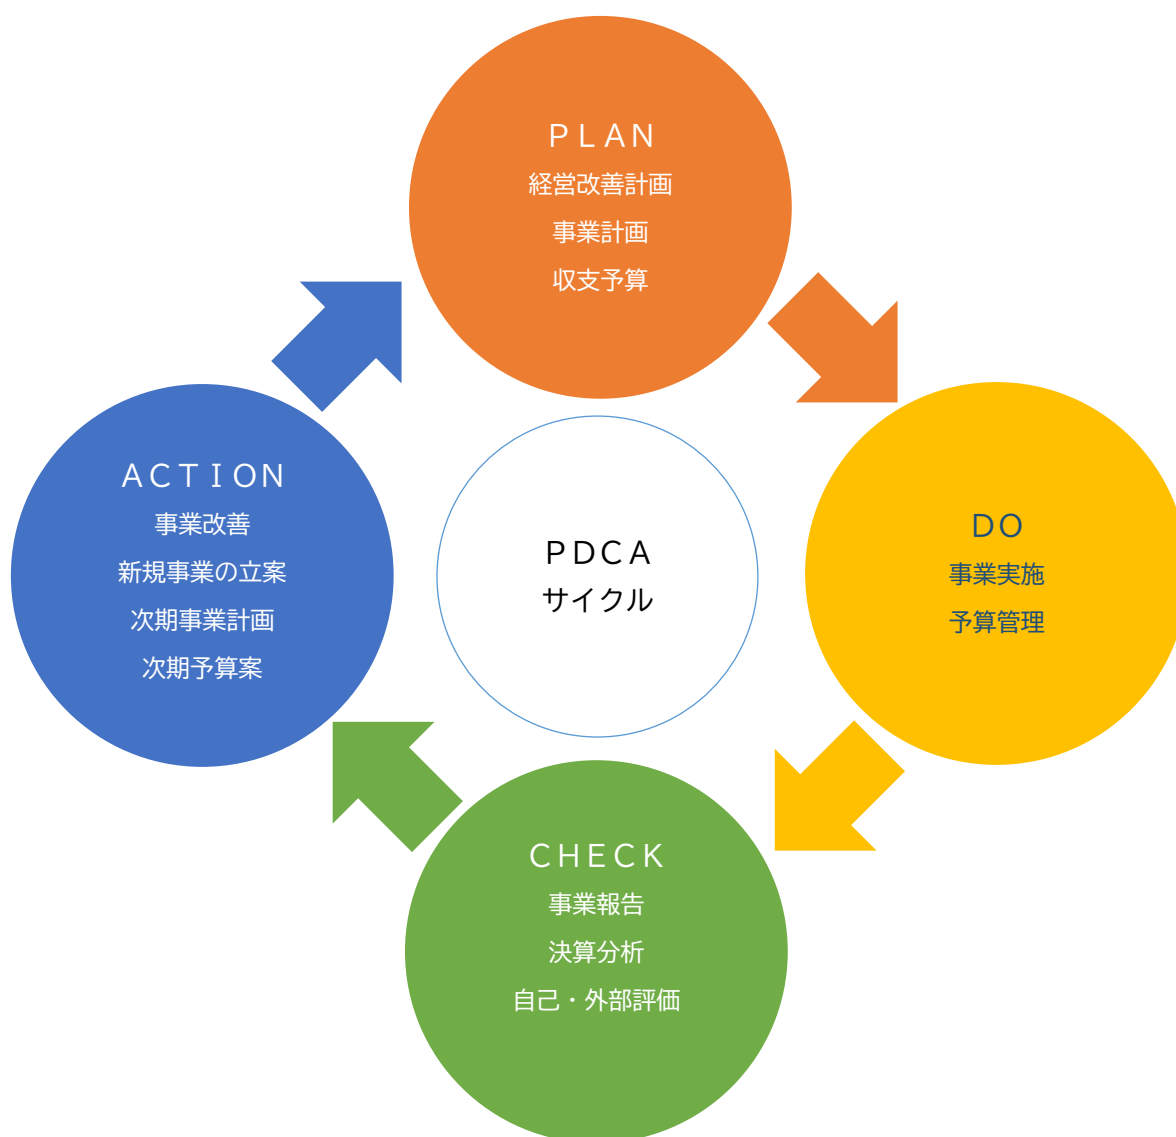 ＰＬＡＮ
経営改善計画
事業計画
収支予算
ＤＯ
事業実施
予算管理
ＣＨＥＣＫ
事業報告
決算分析
自己・外部評価
ＡＣＴＩＯＮ
事業改善
新規事業の立案
次期事業計画
次期予算案
ＰＤＣＡ
サイクル